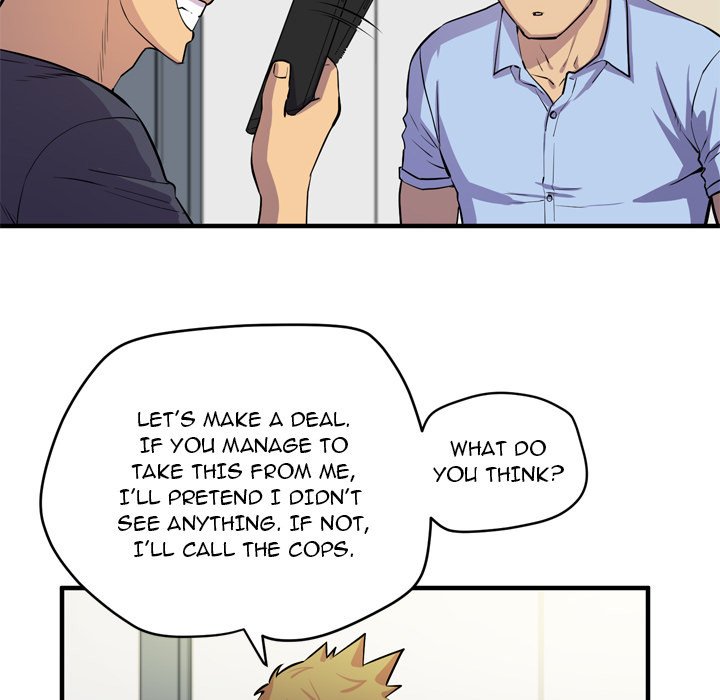 LET'S MAKE A DEAL.
IF YOU MANAGE TO
TAKE THIS FROM ME,
I'LL PRETEND I DIDN'T
SEE ANYTHING. IF NOT,
I'LL CALL THE COPS.
WHAT DO
YOU THINK?